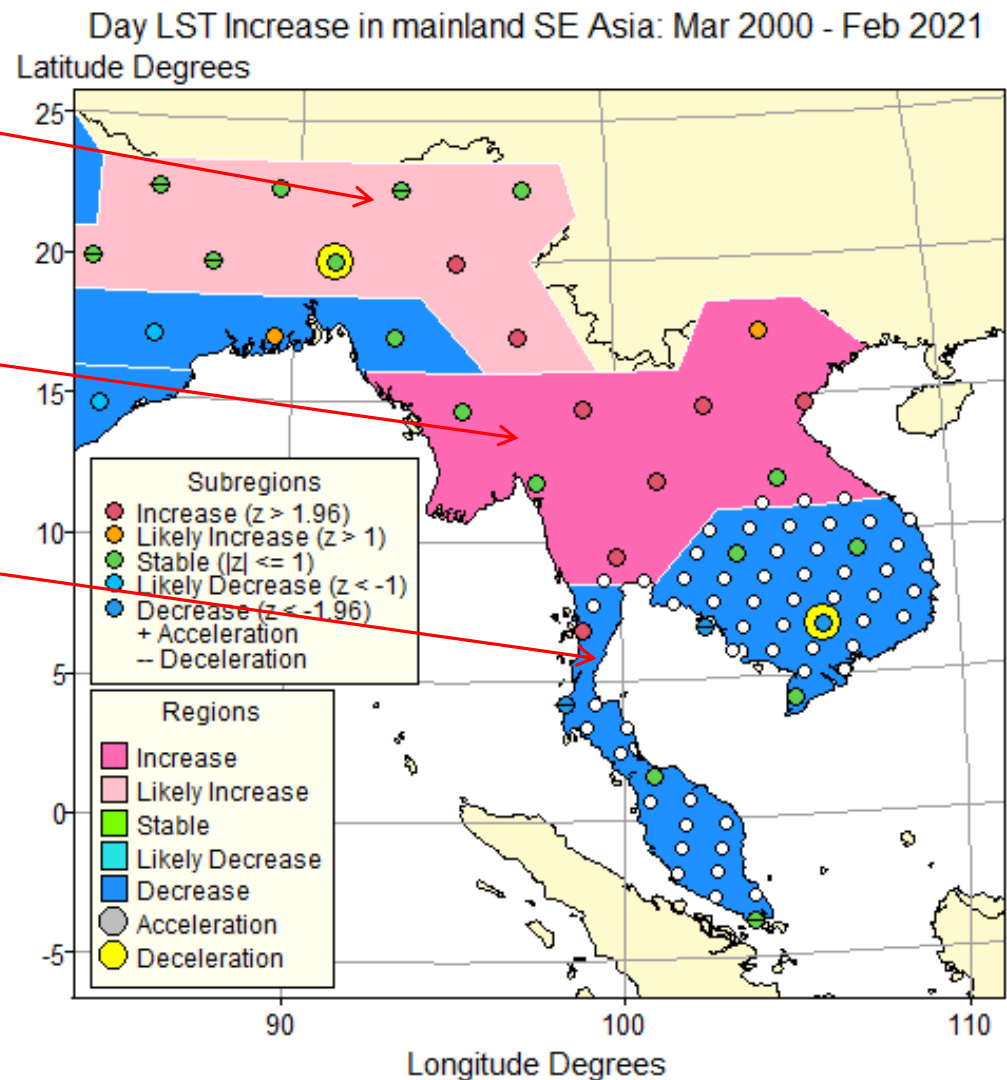 Day LST Increase in mainland SE Asia: Mar 2000 - Feb 2021
Latitude Degrees
25
20
15
10
5
0
-5
Subregions
Increase (z > 1.96)
Likely Increase (z > 1)
Stable (|z| <= 1)
Likely Decrease (z < -1)
Decrease (z < -1.96)
+ Acceleration
-- Deceleration
Regions
Increase
Likely Increase
Stable
Likely Decrease
Decrease
Acceleration
Deceleration
90
100
110
Longitude Degrees